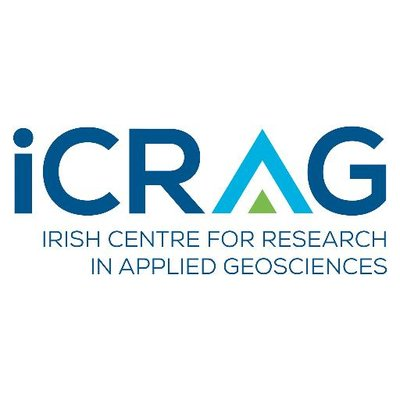 iCRAG
IRISH CENTRE FOR RESEARCH
IN APPLIED GEOSCIENCES